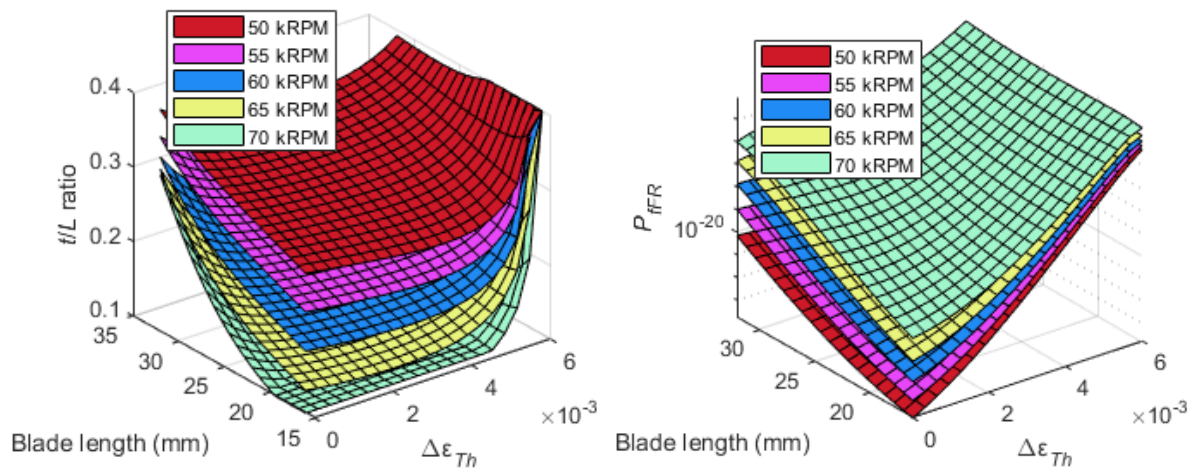 50 kRPM
55 kRPM
60 kRPM
65 kRPM
70 kRPM
0.4
0.3
0.2
0.1
t/L ratio
35
30
25
20
15
Blade length (mm)
0
2
4
6
×10⁻³
Δε_Th
50 kRPM
55 kRPM
60 kRPM
65 kRPM
70 kRPM
P_fFR
10⁻²⁰
30
25
20
Blade length (mm)
0
2
4
6
×10⁻³
Δε_Th